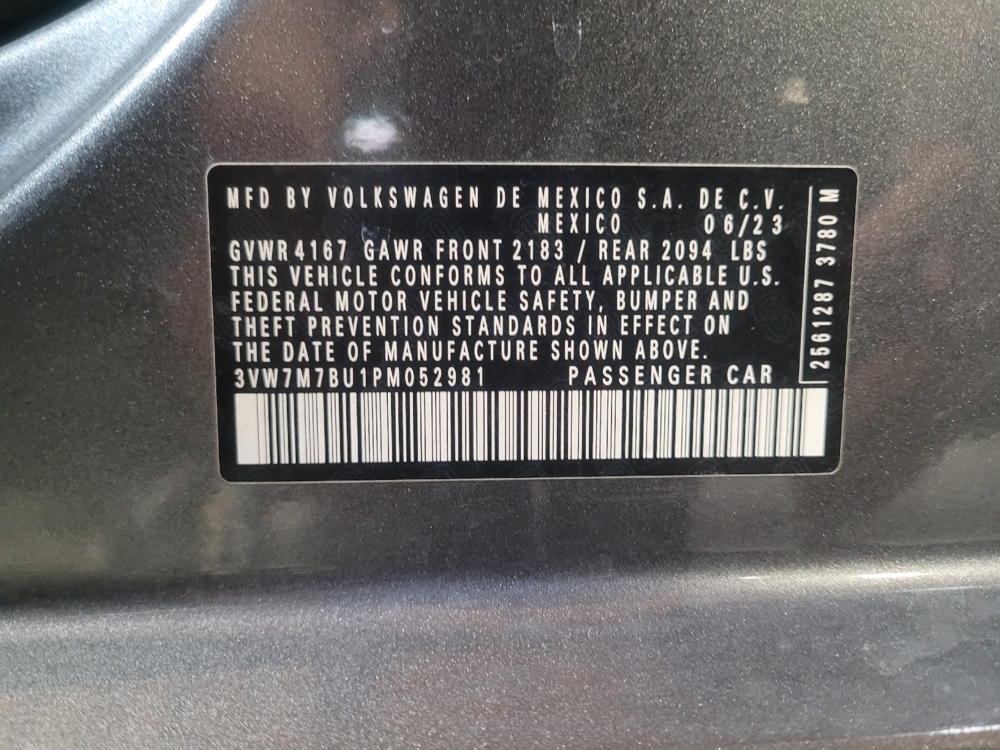 MFD BY VOLKSWAGEN DE MEXICO S.A. DE C.V.
MEXICO 06/23
GVWR 4167 GAWR FRONT 2183 / REAR 2094 LBS
THIS VEHICLE CONFORMS TO ALL APPLICABLE U.S.
FEDERAL MOTOR VEHICLE SAFETY, BUMPER AND
THEFT PREVENTION STANDARDS IN EFFECT ON
THE DATE OF MANUFACTURE SHOWN ABOVE.
3VW7M7BU1PM052981 PASSENGER CAR
2561287 3780 M